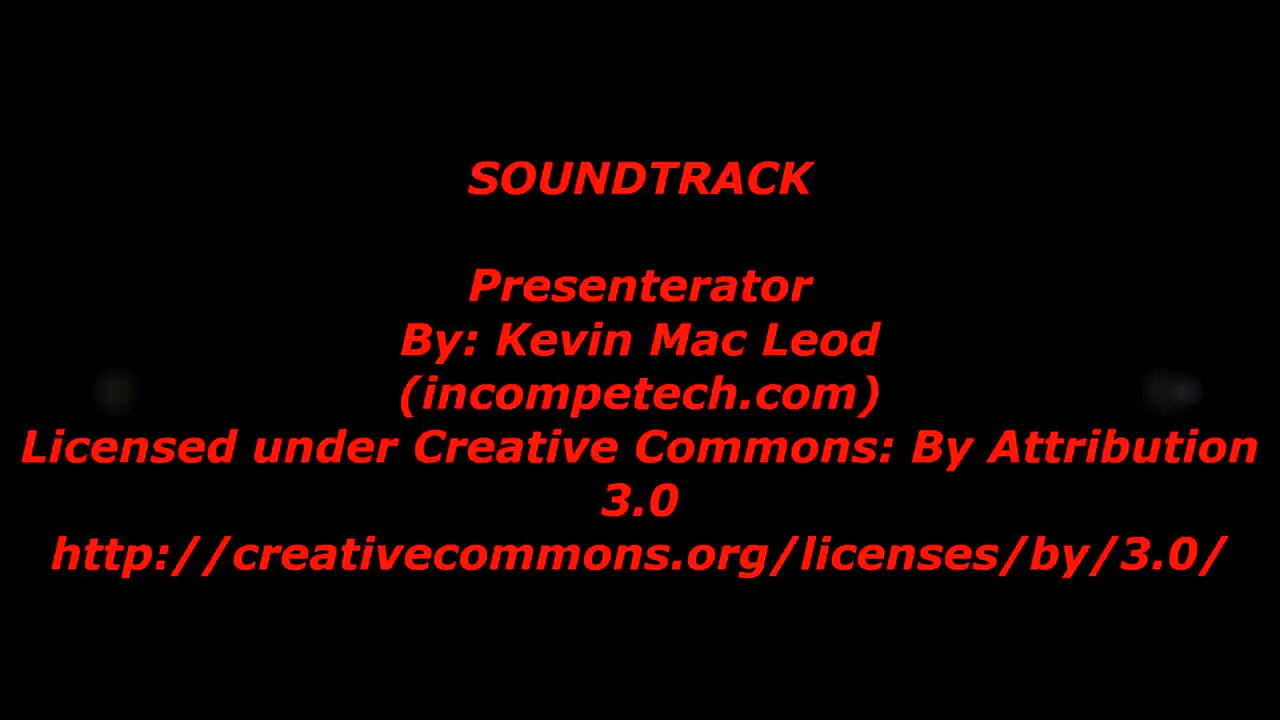 SOUNDTRACK
Presenterator
By: Kevin Mac Leod
(incompetech.com)
Licensed under Creative Commons: By Attribution
3.0
http://creativecommons.org/licenses/by/3.0/